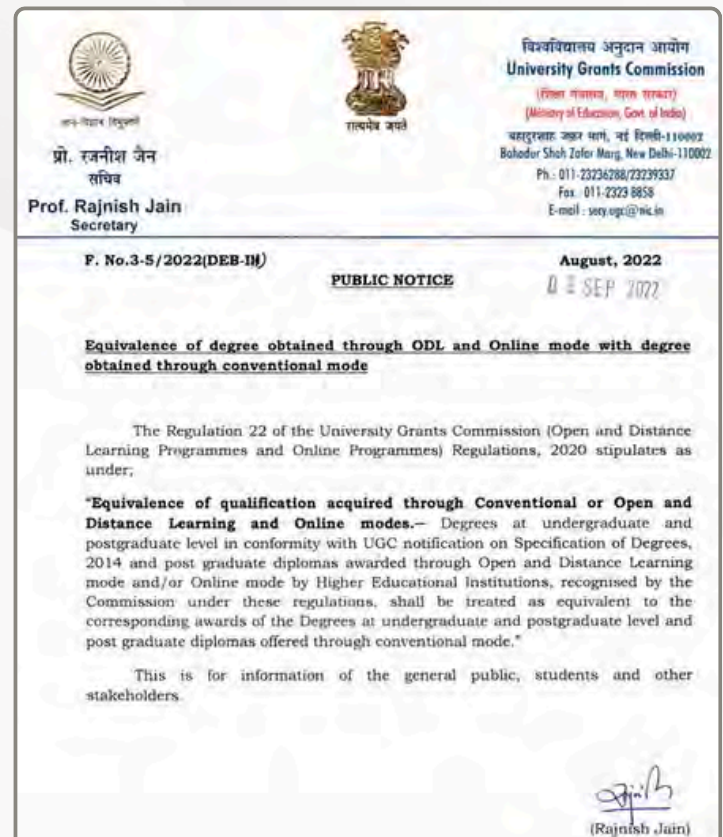 ज्ञान-विज्ञान विमुक्तये
प्रो. रजनीश जैन
सचिव
Prof. Rajnish Jain
Secretary
सत्यमेव जयते
विश्वविद्यालय अनुदान आयोग
University Grants Commission
(शिक्षा मंत्रालय, भारत सरकार)
(Ministry of Education, Govt. of India)
बहादुरशाह ज़फ़र मार्ग, नई दिल्ली-110002
Bahadur Shah Zafar Marg, New Delhi-110002
Ph : 011-23236288/23239337
Fax : 011-2323 8858
E-mail : secy.ugc@nic.in
F. No.3-5/2022(DEB-III)
August, 2022
PUBLIC NOTICE
SEP 2022
Equivalence of degree obtained through ODL and Online mode with degree
obtained through conventional mode
The Regulation 22 of the University Grants Commission (Open and Distance
Learning Programmes and Online Programmes) Regulations, 2020 stipulates as
under;
"Equivalence of qualification acquired through Conventional or Open and
Distance Learning and Online modes.— Degrees at undergraduate and
postgraduate level in conformity with UGC notification on Specification of Degrees,
2014 and post graduate diplomas awarded through Open and Distance Learning
mode and/or Online mode by Higher Educational Institutions, recognised by the
Commission under these regulations, shall be treated as equivalent to the
corresponding awards of the Degrees at undergraduate and postgraduate level and
post graduate diplomas offered through conventional mode."
This is for information of the general public, students and other
stakeholders.
(Rajnish Jain)